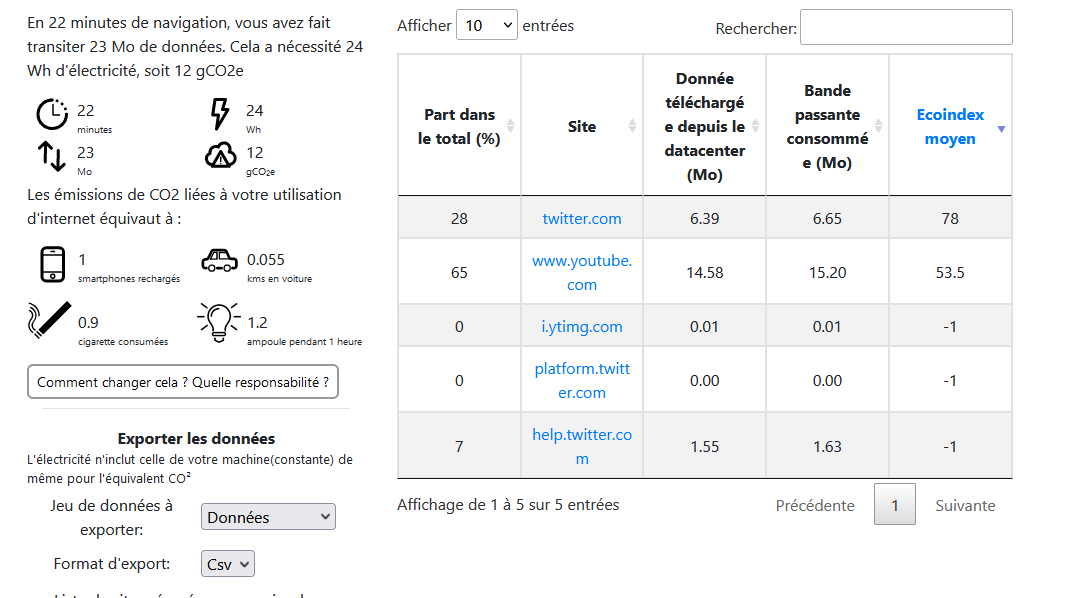 En 22 minutes de navigation, vous avez fait
transiter 23 Mo de données. Cela a nécessité 24
Wh d'électricité, soit 12 gCO2e
22
minutes
24
Wh
23
Mo
12
gCO2e
Les émissions de CO2 liées à votre utilisation
d'internet équivaut à :
1
smartphones rechargés
0.055
kms en voiture
0.9
cigarette consumées
1.2
ampoule pendant 1 heure
Comment changer cela ? Quelle responsabilité ?
Exporter les données
L'électricité n'inclut celle de votre machine(constante) de
même pour l'équivalent CO²
Jeu de données à
exporter:
Données
Format d'export:
Csv
Afficher 10 entrées
Rechercher:
Part dans
le total (%)
Site
Donnée
téléchargé
e depuis le
datacenter
(Mo)
Bande
passante
consommé
e (Mo)
Ecoindex
moyen
28
twitter.com
6.39
6.65
78
65
www.youtube.
com
14.58
15.20
53.5
0
i.ytimg.com
0.01
0.01
-1
0
platform.twitt
er.com
0.00
0.00
-1
7
help.twitter.co
m
1.55
1.63
-1
Affichage de 1 à 5 sur 5 entrées
Précédente
1
Suivante